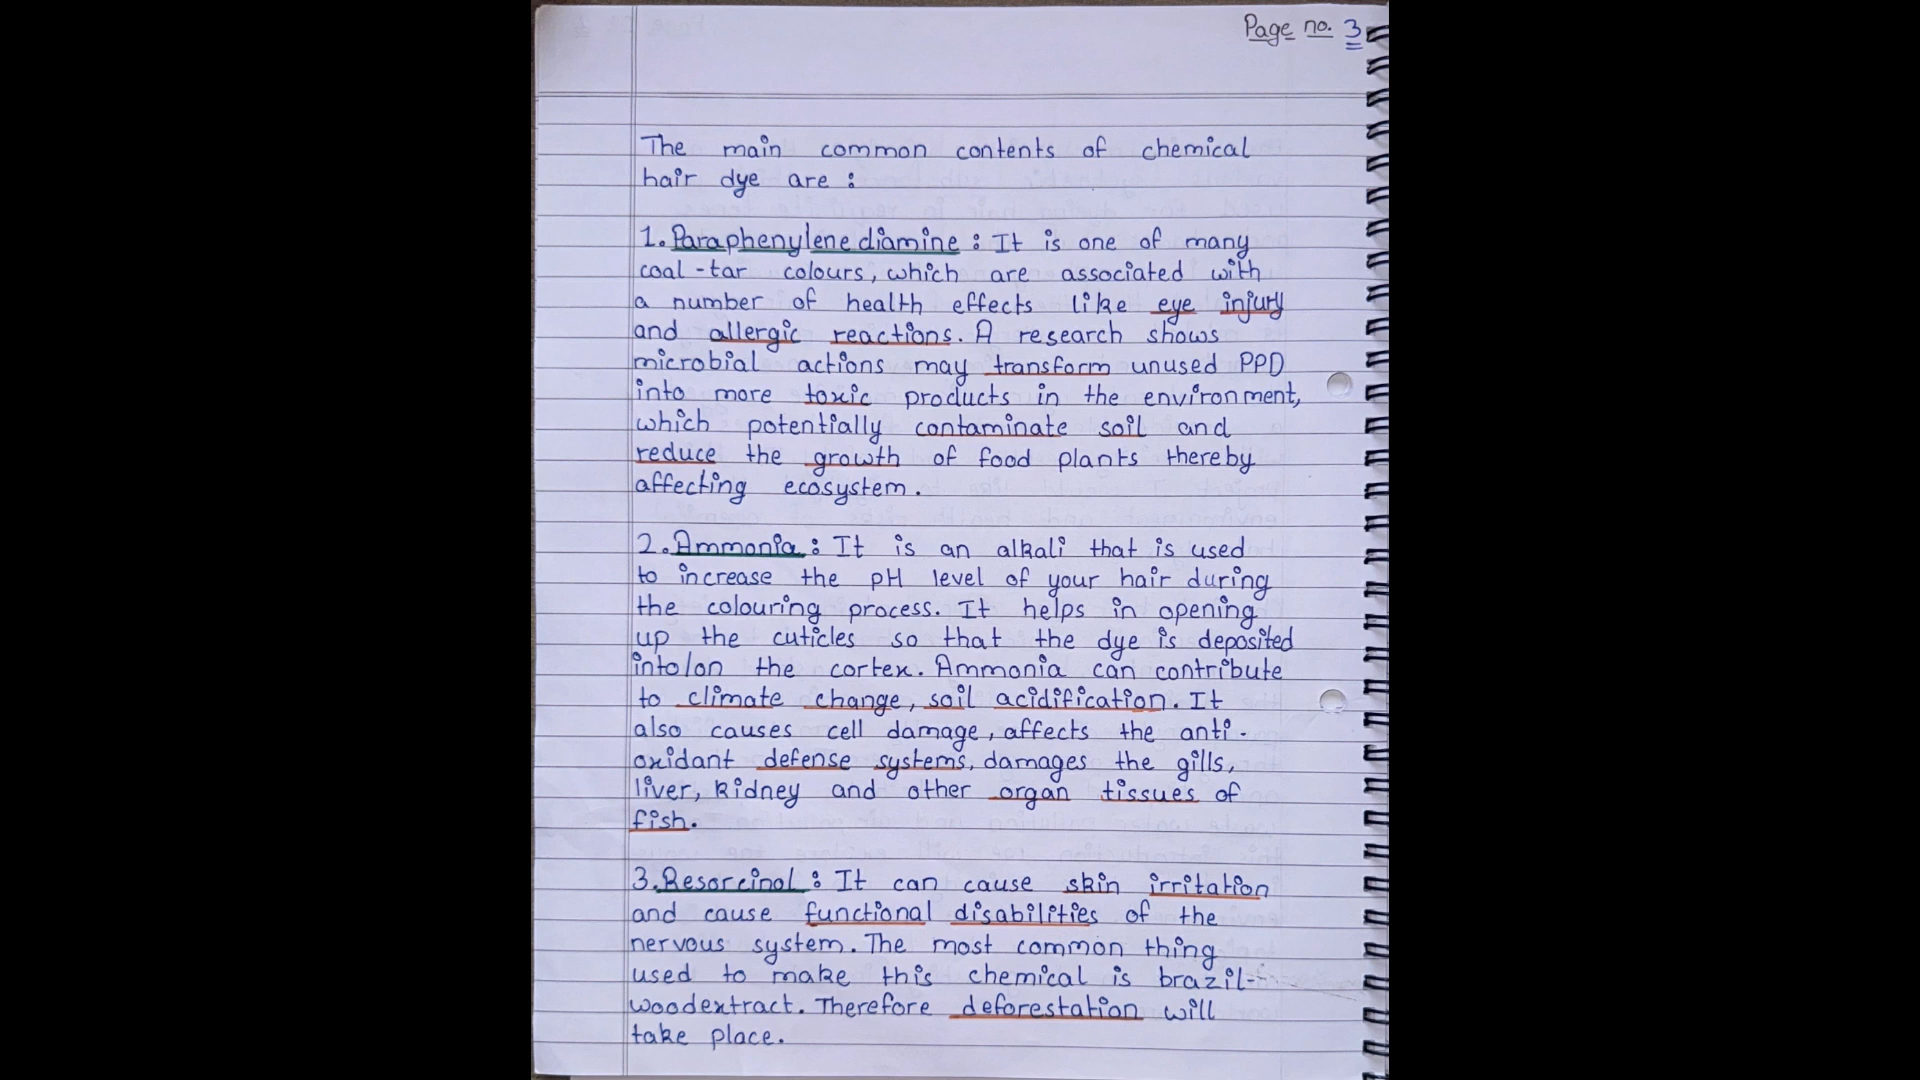 Page no. 3
The main common contents of chemical
hair dye are :
1. Paraphenylene diamine : It is one of many
coal-tar colours, which are associated with
a number of health effects like eye injury
and allergic reactions. A research shows
microbial actions may transform unused PPD
into more toxic products in the environment,
which potentially contaminate soil and
reduce the growth of food plants thereby
affecting ecosystem.
2. Ammonia : It is an alkali that is used
to increase the pH level of your hair during
the colouring process. It helps in opening
up the cuticles so that the dye is deposited
into/on the cortex. Ammonia can contribute
to climate change, soil acidification. It
also causes cell damage, affects the anti-
oxidant defense systems, damages the gills,
liver, kidney and other organ tissues of
fish.
3. Resorcinol : It can cause skin irritation
and cause functional disabilities of the
nervous system. The most common thing
used to make this chemical is brazil-
woodextract. Therefore deforestation will
take place.